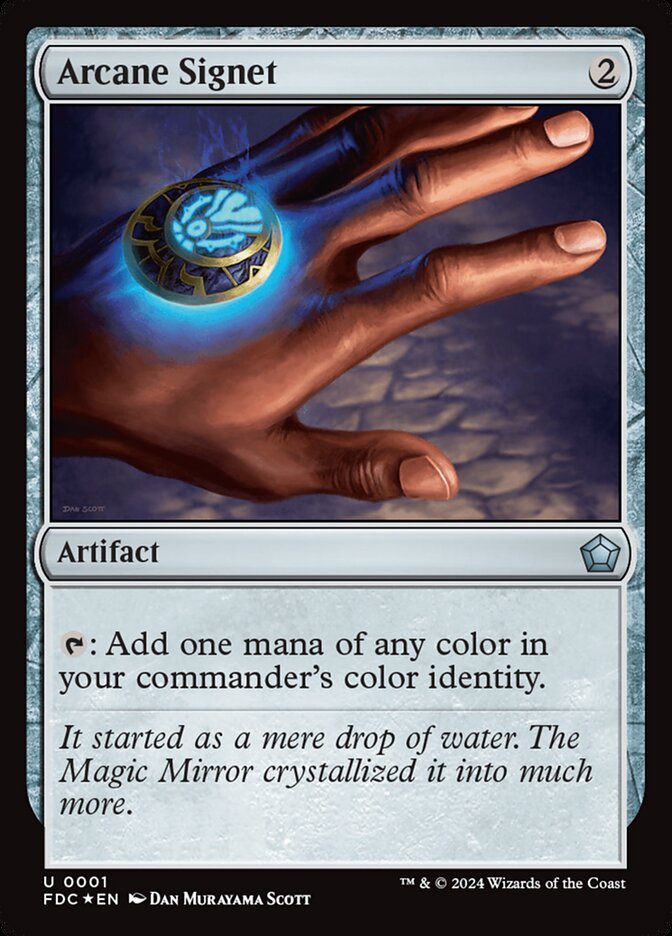 Arcane Signet 2
DAN SCOTT
Artifact
: Add one mana of any color in
your commander's color identity.
It started as a mere drop of water. The
Magic Mirror crystallized it into much
more.
U 0001
FDC★EN Dan Murayama Scott
™ & © 2024 Wizards of the Coast